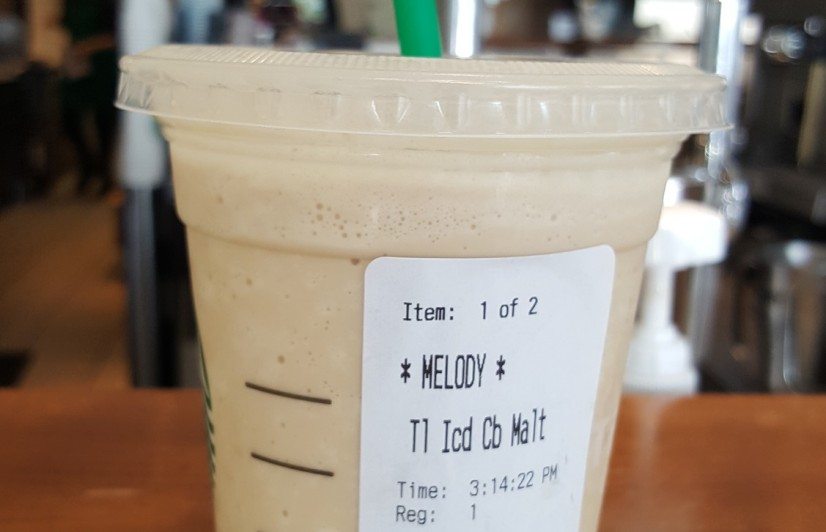 Item: 1 of 2
* MELODY *
Tl Icd Cb Malt
Time: 3:14:22 PM
Reg: 1